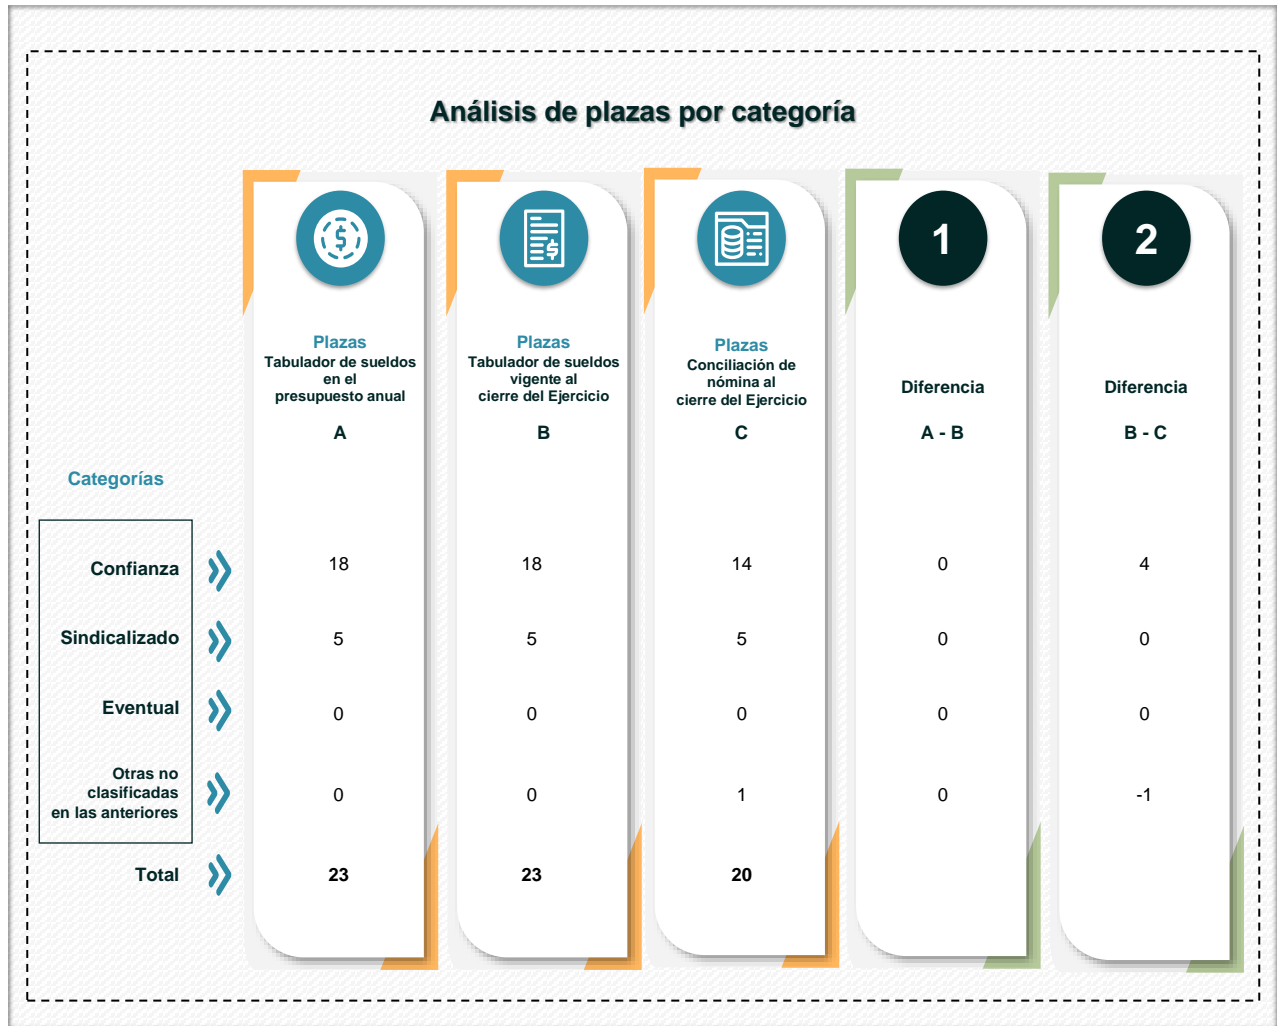 Análisis de plazas por categoría
$
$
1
2
Plazas
Tabulador de sueldos
en el
presupuesto anual
A
Plazas
Tabulador de sueldos
vigente al
cierre del Ejercicio
B
Plazas
Conciliación de
nómina al
cierre del Ejercicio
C
Diferencia
A - B
Diferencia
B - C
Categorías
Confianza 18 18 14 0 4
Sindicalizado 5 5 5 0 0
Eventual 0 0 0 0 0
Otras no
clasificadas
en las anteriores 0 0 1 0 -1
Total 23 23 20